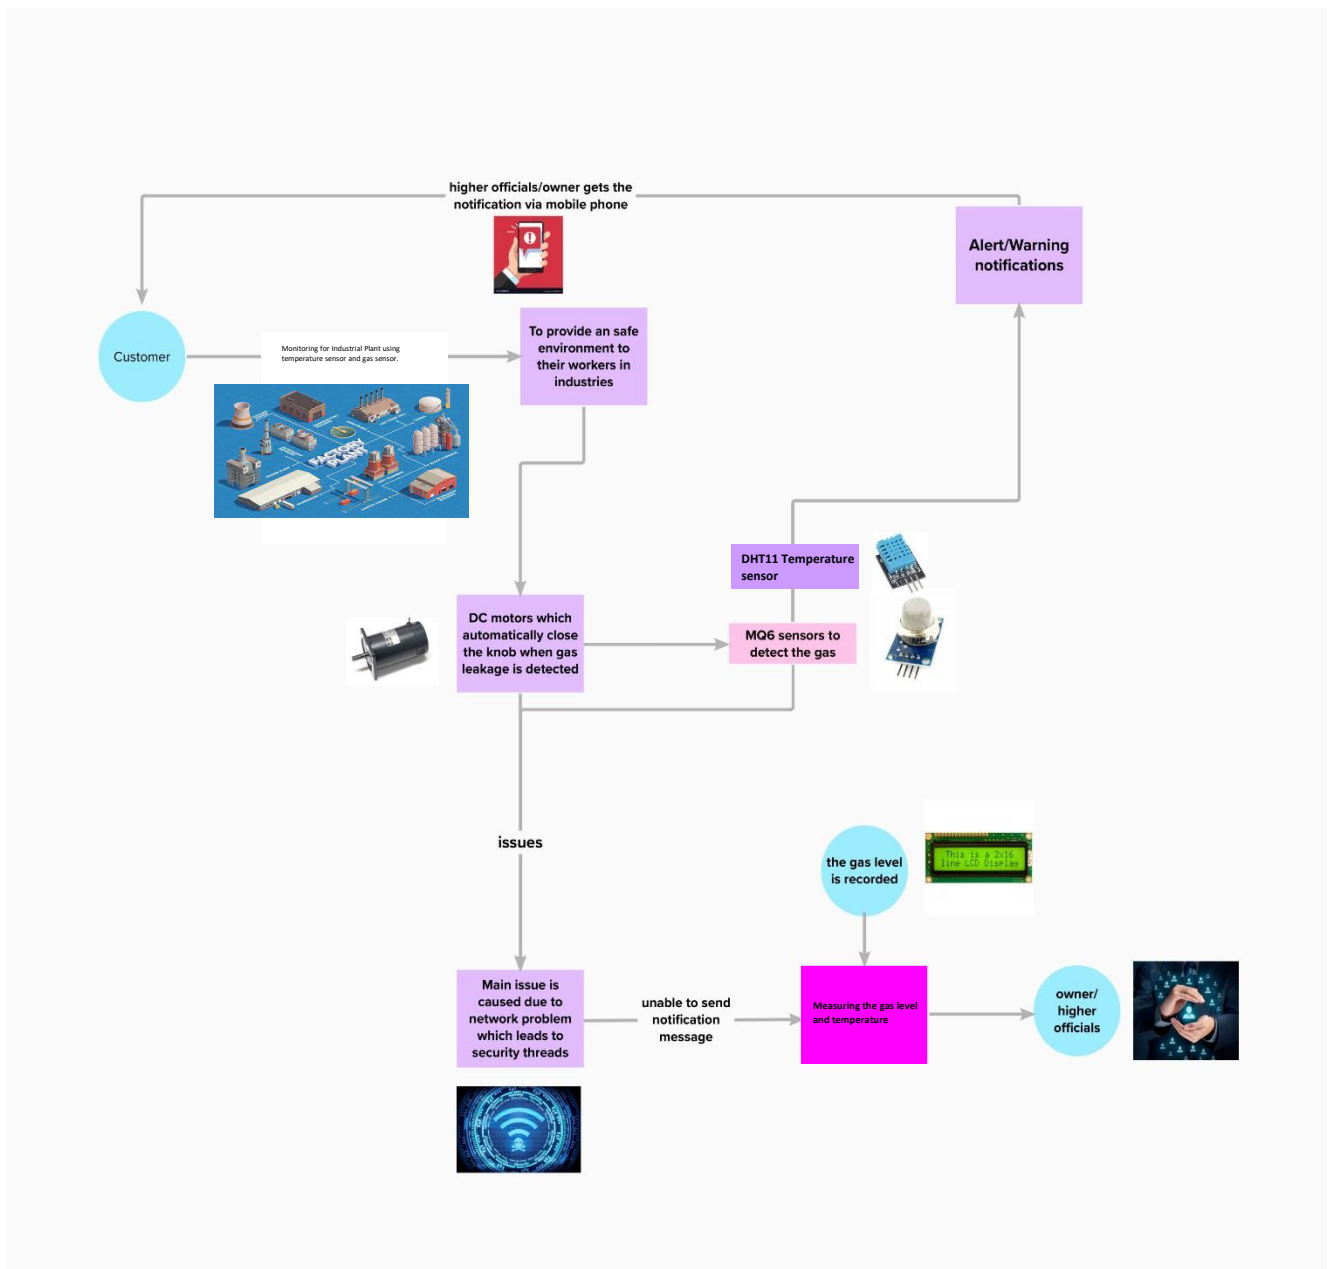 higher officials/owner gets the
notification via mobile phone
Alert/Warning
notifications
To provide an safe
environment to
their workers in
industries
Customer
Monitoring for Industrial Plant using
temperature sensor and gas sensor.
FACTORY
PLANT
DHT11 Temperature
sensor
DC motors which
automatically close
the knob when gas
leakage is detected
MQ6 sensors to
detect the gas
MQ-6
issues
the gas level
is recorded
This is a 2x16
line LCD Display
Main issue is
caused due to
network problem
which leads to
security threads
unable to send
notification
message
Measuring the gas level
and temperature
owner/
higher
officials